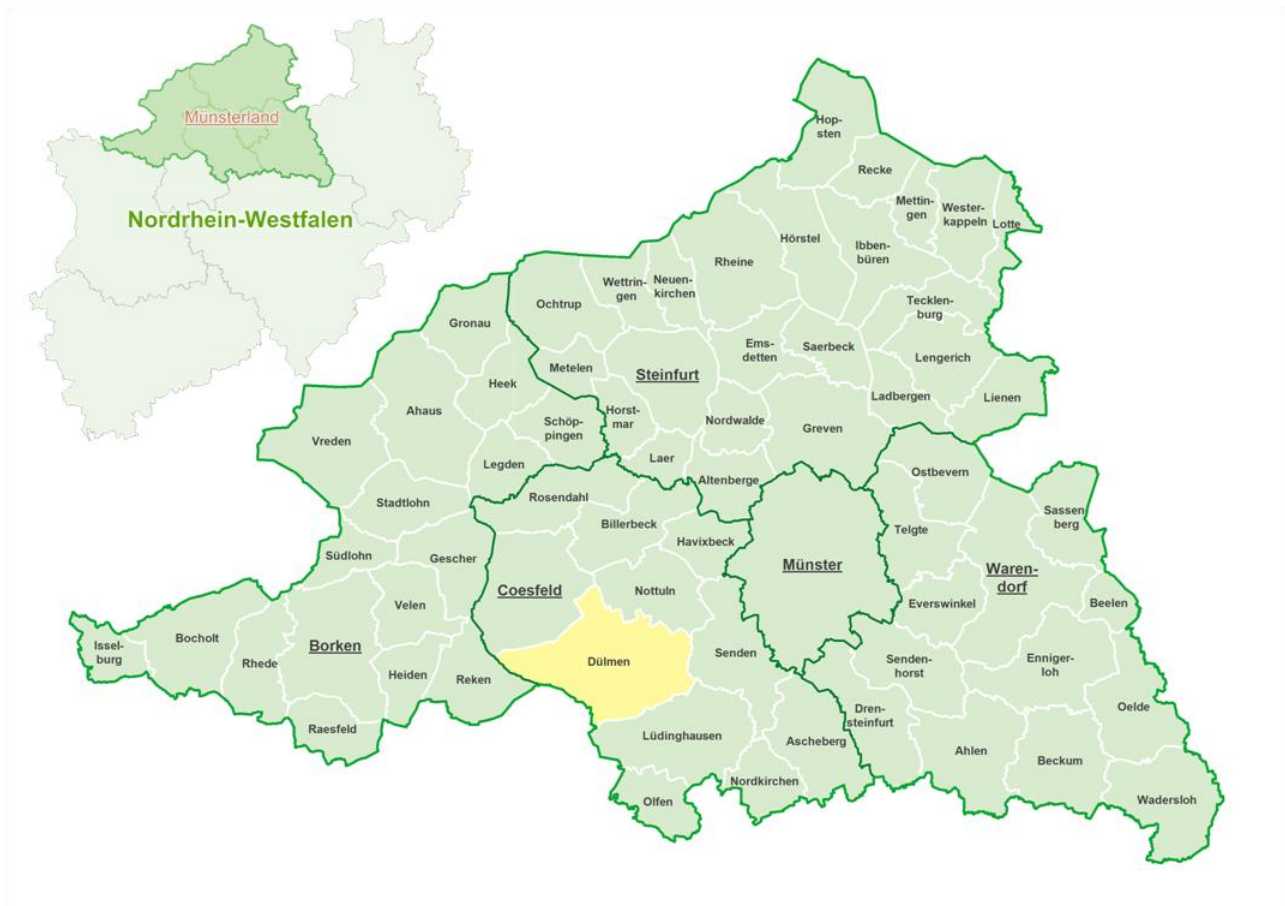 Münsterland
Nordrhein-Westfalen
Hop-
sten
Recke
Mettin-
gen
Wester-
kappeln
Lotte
Hörstel
Ibben-
büren
Rheine
Wettrin-
gen
Neuen-
kirchen
Ochtrup
Tecklen-
burg
Gronau
Ems-
detten
Saerbeck
Lengerich
Metelen
Steinfurt
Heek
Ladbergen
Lienen
Ahaus
Horst-
mar
Nordwalde
Greven
Schöp-
pingen
Vreden
Laer
Legden
Altenberge
Ostbevern
Stadtlohn
Rosendahl
Billerbeck
Sassen
berg
Telgte
Havixbeck
Südlohn
Gescher
Münster
Waren-
dorf
Coesfeld
Nottuln
Velen
Everswinkel
Beelen
Issel-
burg
Bocholt
Rhede
Borken
Dülmen
Senden
Senden-
horst
Enniger-
loh
Heiden
Reken
Oelde
Raesfeld
Lüdinghausen
Ascheberg
Dren-
steinfurt
Ahlen
Beckum
Nordkirchen
Olfen
Wadersloh